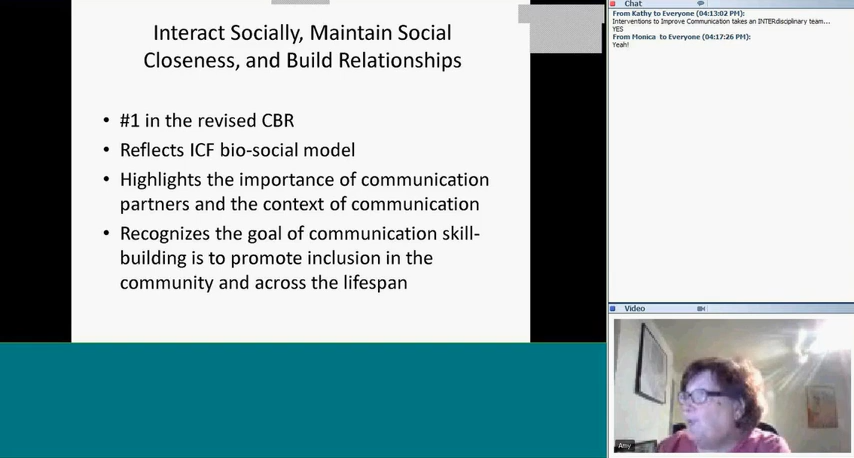 Interact Socially, Maintain Social
Closeness, and Build Relationships
• #1 in the revised CBR
• Reflects ICF bio-social model
• Highlights the importance of communication
partners and the context of communication
• Recognizes the goal of communication skill-
building is to promote inclusion in the
community and across the lifespan
Chat
From Kathy to Everyone (04:13:02 PM):
Interventions to Improve Communication takes an INTERdisciplinary team...
YES
From Monica to Everyone (04:17:26 PM):
Yeah!
Video
Amy